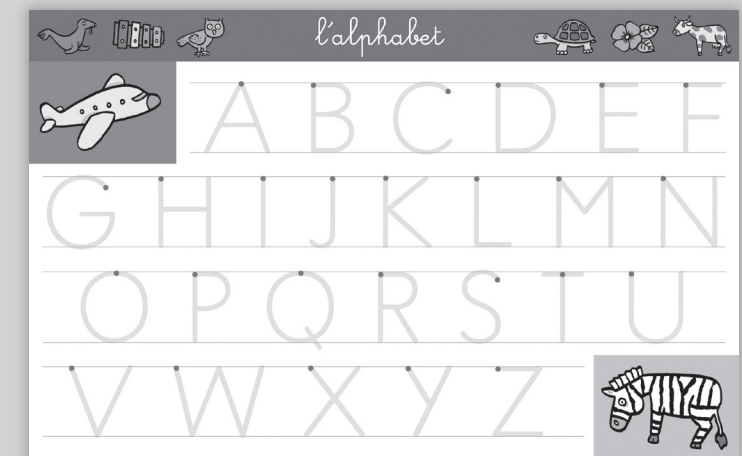 l'alphabet
A B C D E F
G H I J K L M N
O P Q R S T U
V W X Y Z